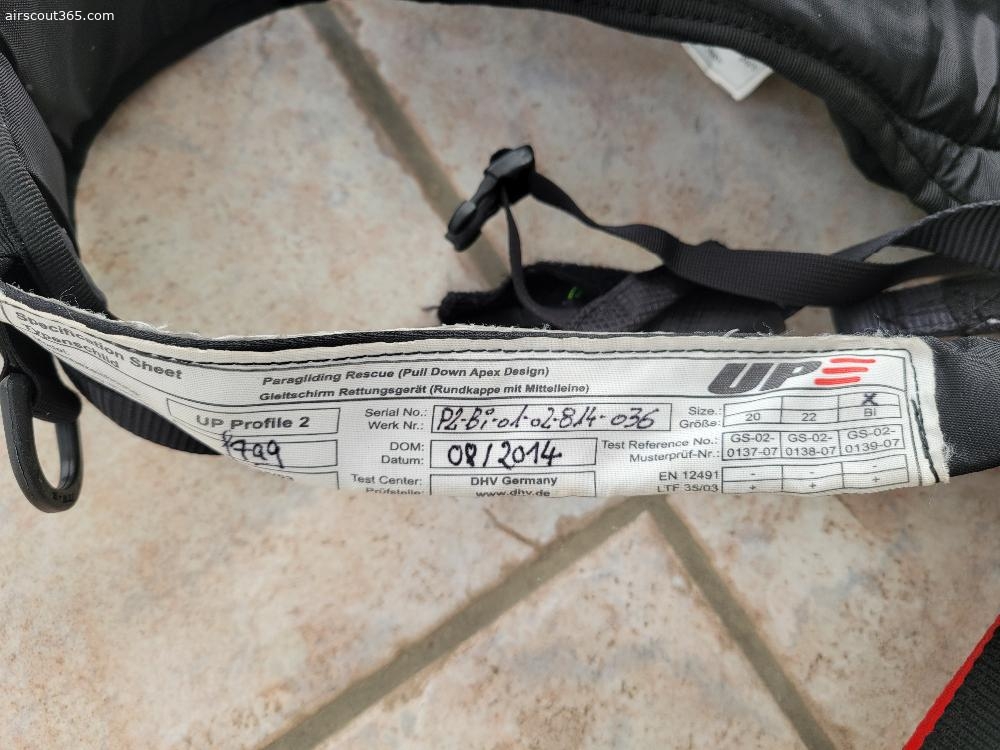 airscout365.com
Specification Sheet
Typenschild
Paragliding Rescue (Pull Down Apex Design)
Gleitschirm Rettungsgerät (Rundkappe mit Mittelleine)
UP
UP Profile 2
Serial No.:
Werk Nr.:
P2-Bi-01-02-814-036
Size.:
Größe:
20 22 Bi
x
DOM:
Datum:
08/2014
Test Reference No.:
Musterprüf-Nr.:
GS-02-0137-07
GS-02-0138-07
GS-02-0139-07
Test Center:
Prüfstelle:
DHV Germany
www.dhv.de
EN 12491 - - -
LTF 35/03 + + +